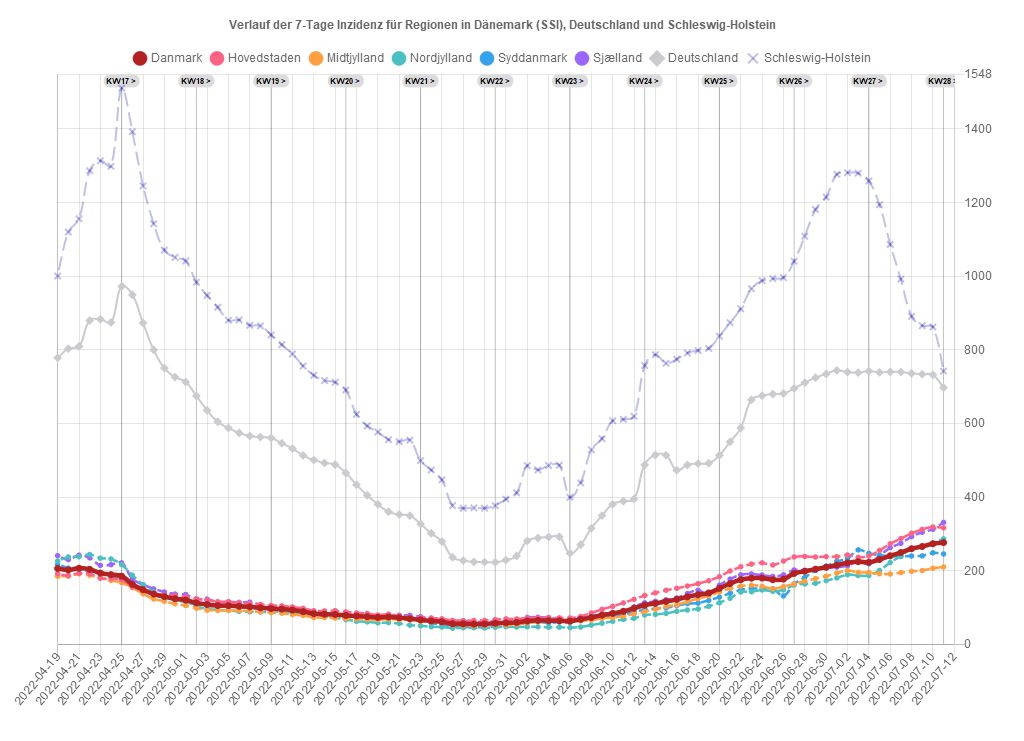 Verlauf der 7-Tage Inzidenz für Regionen in Dänemark (SSI), Deutschland und Schleswig-Holstein
Danmark Hovedstaden Midtjylland Nordjylland Syddanmark Sjælland Deutschland Schleswig-Holstein
KW17 > KW18 > KW19 > KW20 > KW21 > KW22 > KW23 > KW24 > KW25 > KW26 > KW27 > KW28 >
1548
1400
1200
1000
800
600
400
200
0
2022-04-19 2022-04-21 2022-04-23 2022-04-25 2022-04-27 2022-04-29 2022-05-01 2022-05-03 2022-05-05 2022-05-07 2022-05-09 2022-05-11 2022-05-13 2022-05-15 2022-05-17 2022-05-19 2022-05-21 2022-05-23 2022-05-25 2022-05-27 2022-05-29 2022-05-31 2022-06-02 2022-06-04 2022-06-06 2022-06-08 2022-06-10 2022-06-12 2022-06-14 2022-06-16 2022-06-18 2022-06-20 2022-06-22 2022-06-24 2022-06-26 2022-06-28 2022-06-30 2022-07-02 2022-07-04 2022-07-06 2022-07-08 2022-07-10 2022-07-12